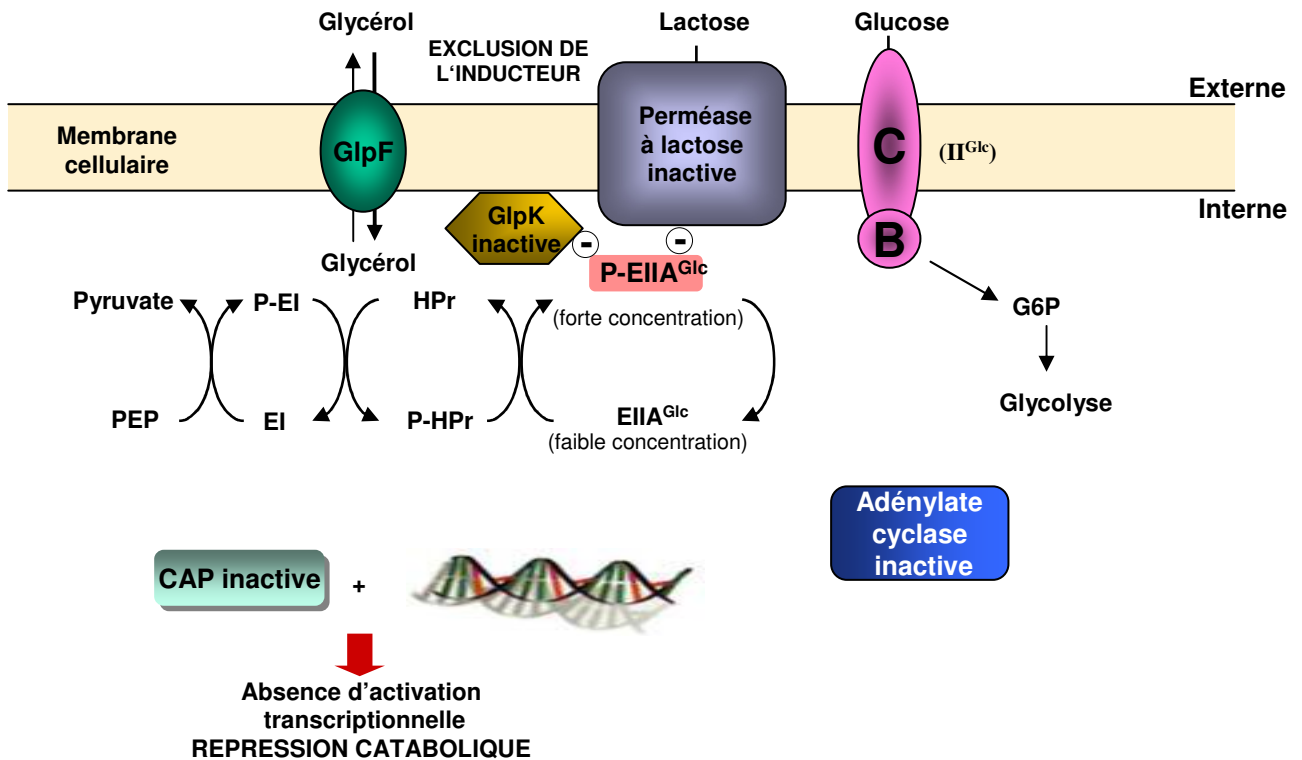 Glycérol
EXCLUSION DE
L'INDUCTEUR
Lactose
Glucose
Externe
Membrane
cellulaire
GlpF
Perméase
à lactose
inactive
C
(II^Glc)
Interne
GlpK
inactive
-
-
B
Glycérol
P-EIIA^Glc
(forte concentration)
Pyruvate
P-EI
HPr
G6P
PEP
EI
P-HPr
EIIA^Glc
(faible concentration)
Glycolyse
Adénylate
cyclase
inactive
CAP inactive
+
Absence d'activation
transcriptionnelle
REPRESSION CATABOLIQUE